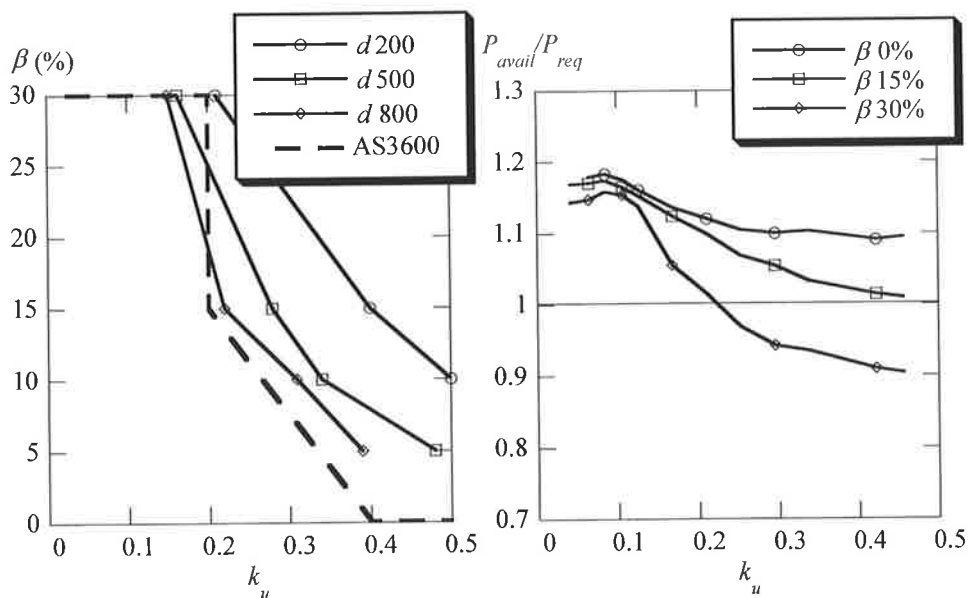 β (%)
d 200
d 500
d 800
AS3600
30
25
20
15
10
5
0
0
0.1
0.2
0.3
0.4
0.5
k_u
P_avail/P_req
β 0%
β 15%
β 30%
1.3
1.2
1.1
1
0.9
0.8
0.7
0
0.1
0.2
0.3
0.4
0.5
k_u